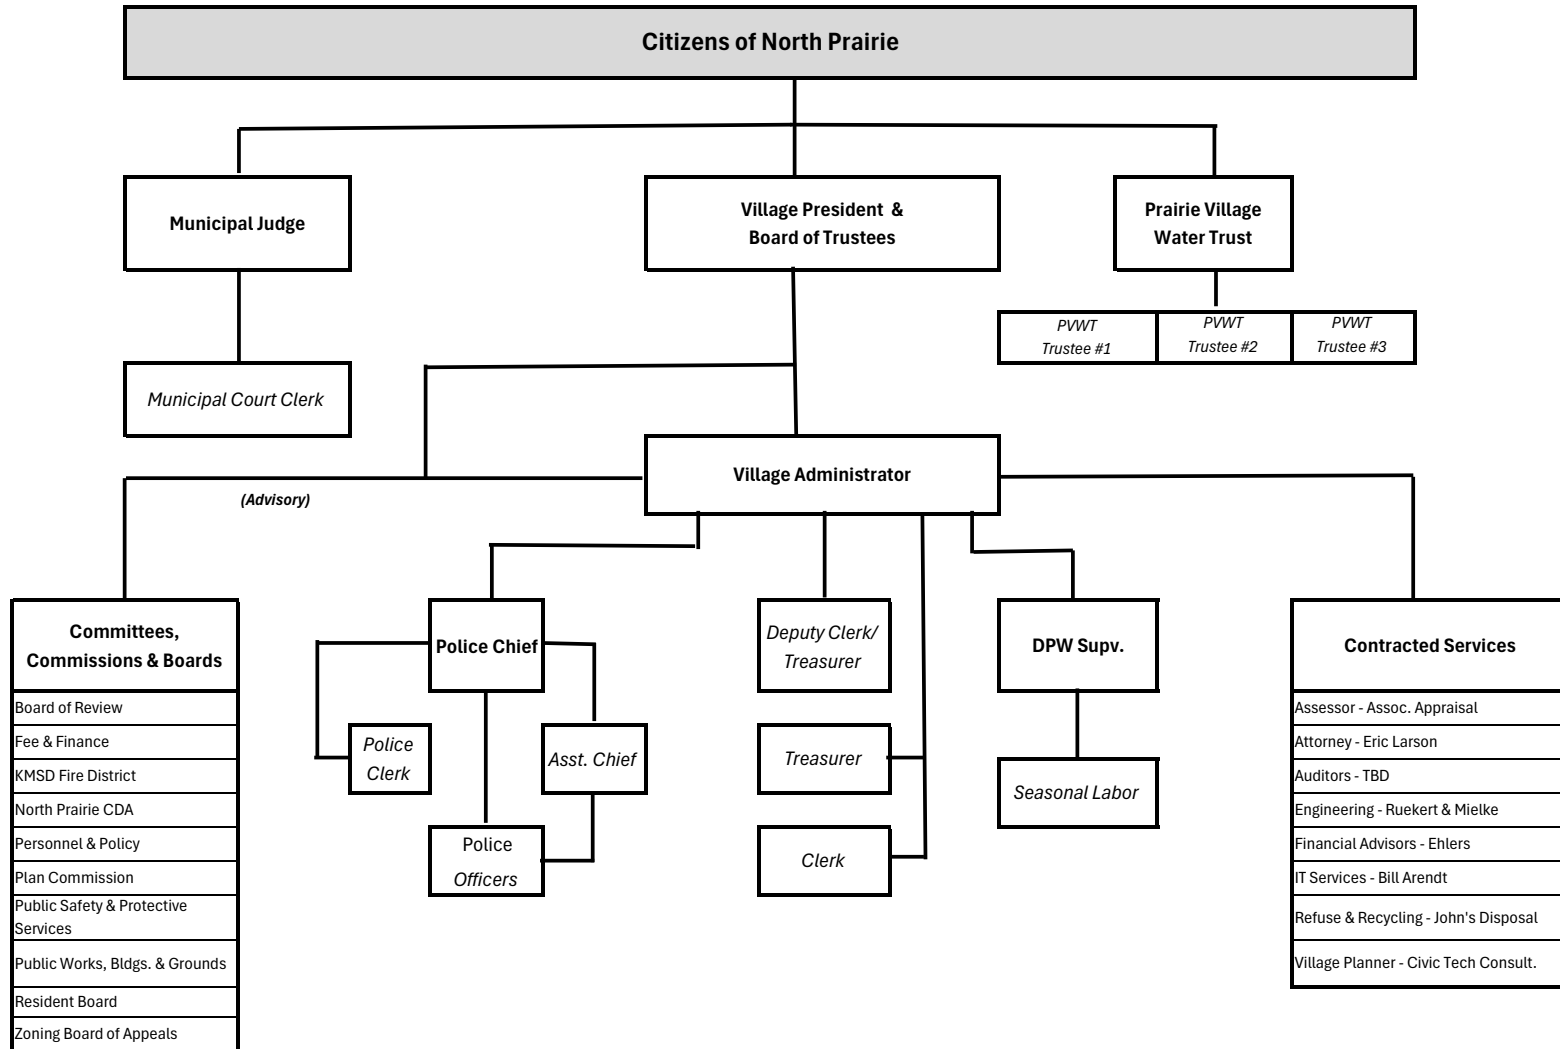 Citizens of North Prairie
Municipal Judge
Village President &
Board of Trustees
Prairie Village
Water Trust
PVWT
Trustee #1
PVWT
Trustee #2
PVWT
Trustee #3
Municipal Court Clerk
Village Administrator
(Advisory)
Committees,
Commissions & Boards
Board of Review
Fee & Finance
KMSD Fire District
North Prairie CDA
Personnel & Policy
Plan Commission
Public Safety & Protective
Services
Public Works, Bldgs. & Grounds
Resident Board
Zoning Board of Appeals
Police Chief
Police
Clerk
Asst. Chief
Police
Officers
Deputy Clerk/
Treasurer
Treasurer
Clerk
DPW Supv.
Seasonal Labor
Contracted Services
Assessor - Assoc. Appraisal
Attorney - Eric Larson
Auditors - TBD
Engineering - Ruekert & Mielke
Financial Advisors - Ehlers
IT Services - Bill Arendt
Refuse & Recycling - John's Disposal
Village Planner - Civic Tech Consult.